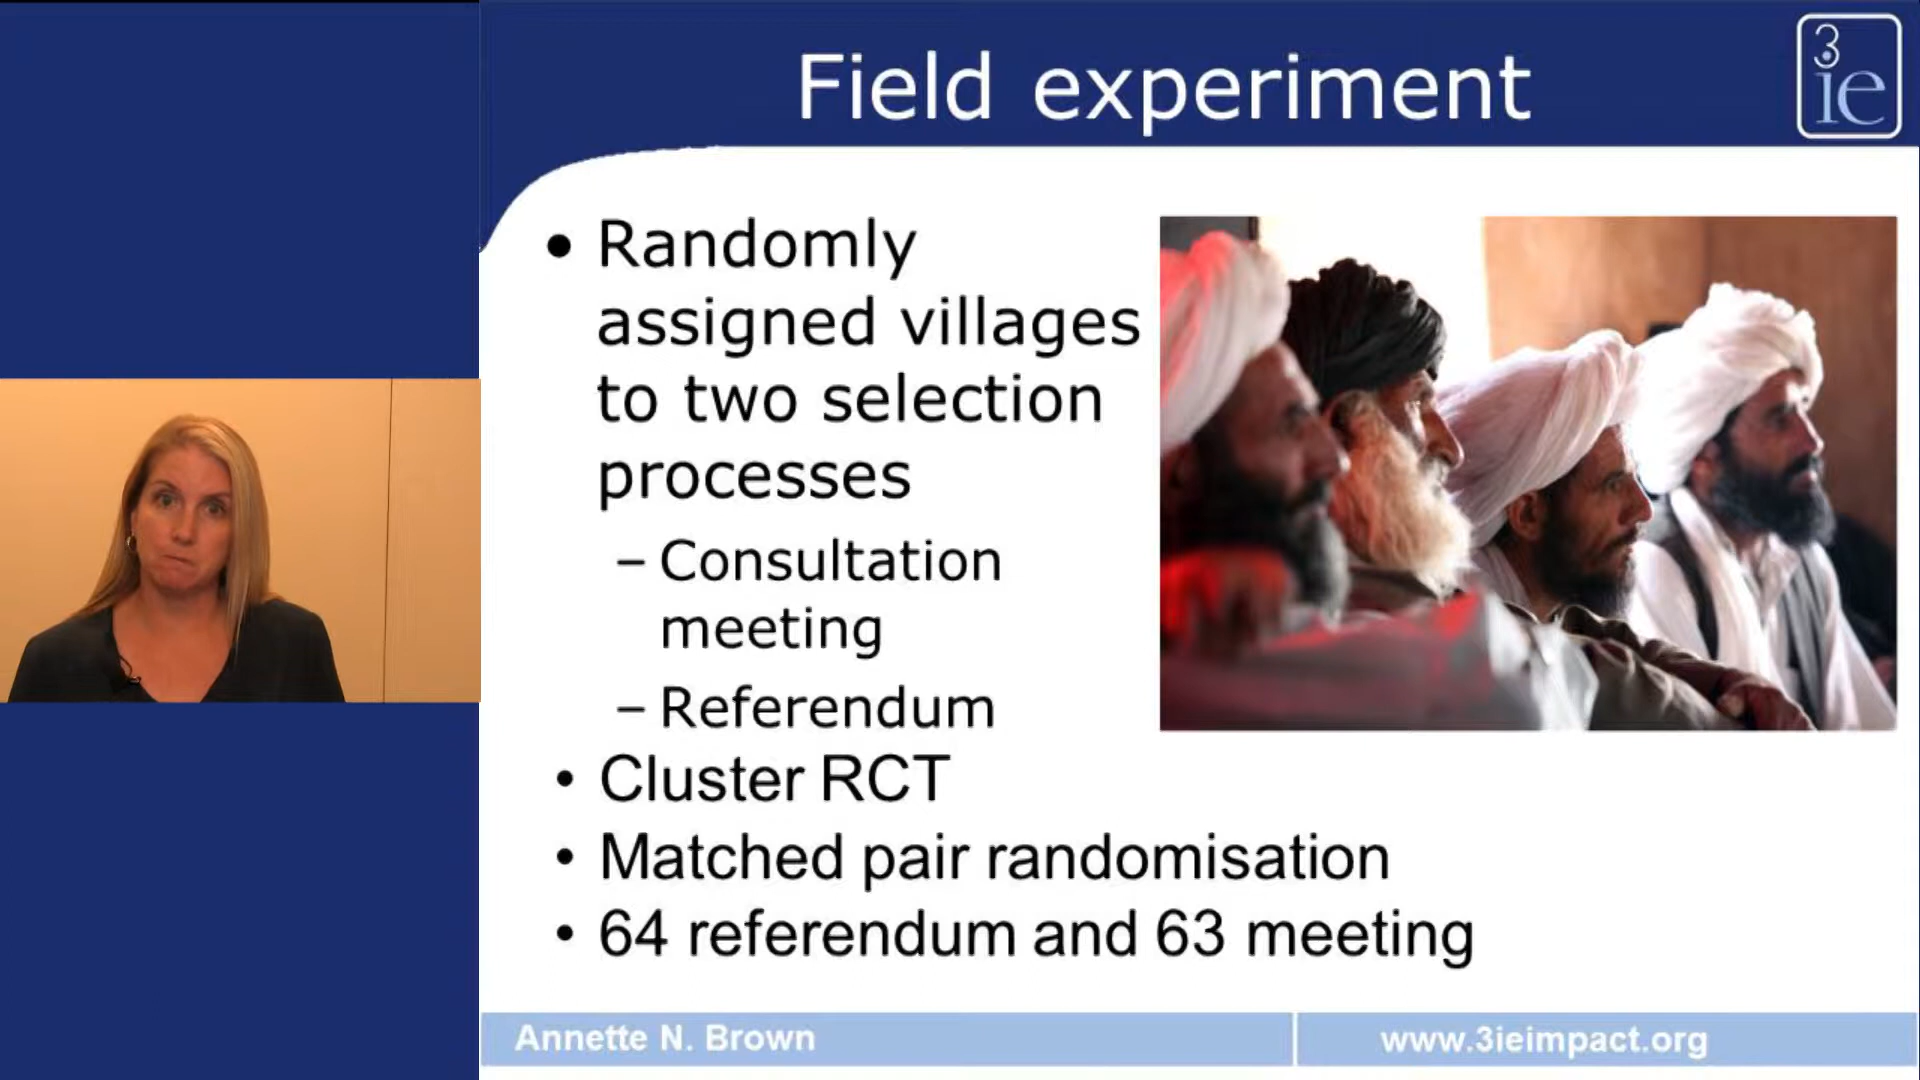 Field experiment
3
ie
• Randomly
assigned villages
to two selection
processes
– Consultation
meeting
– Referendum
• Cluster RCT
• Matched pair randomisation
• 64 referendum and 63 meeting
Annette N. Brown
www.3ieimpact.org